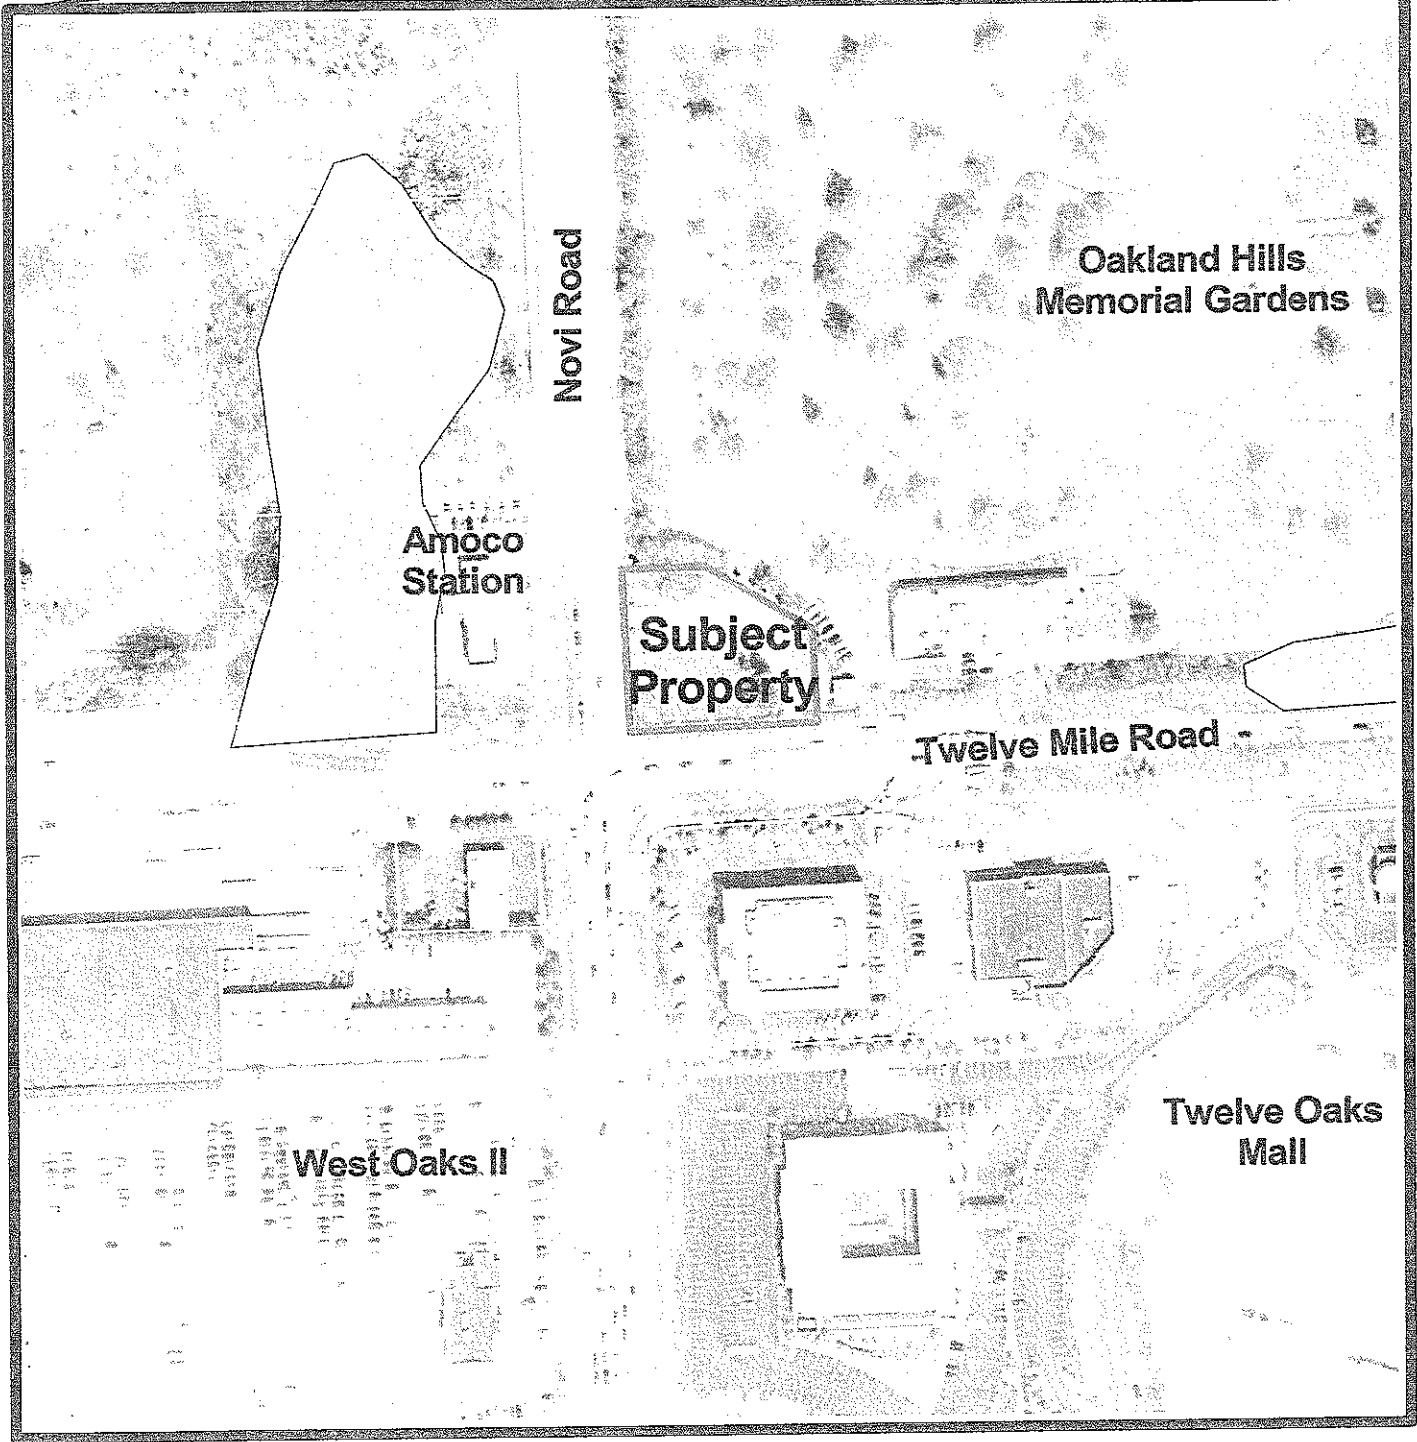 Novi Road
Oakland Hills
Memorial Gardens
Amoco
Station
Subject
Property
Twelve Mile Road
West Oaks II
Twelve Oaks
Mall